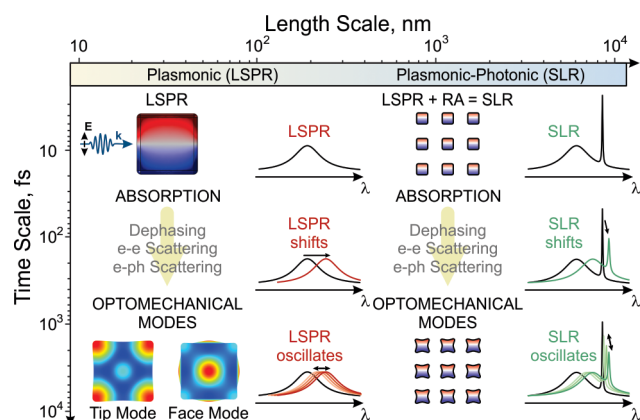 Length Scale, nm
10 10² 10³ 10⁴
Plasmonic (LSPR) Plasmonic-Photonic (SLR)
Time Scale, fs
10
10²
10³
10⁴
LSPR
E
k
LSPR
λ
LSPR + RA = SLR
SLR
λ
ABSORPTION
Dephasing
e-e Scattering
e-ph Scattering
LSPR
shifts
λ
ABSORPTION
Dephasing
e-e Scattering
e-ph Scattering
SLR
shifts
λ
OPTOMECHANICAL
MODES
Tip Mode Face Mode
LSPR
oscillates
λ
OPTOMECHANICAL
MODES
SLR
oscillates
λ